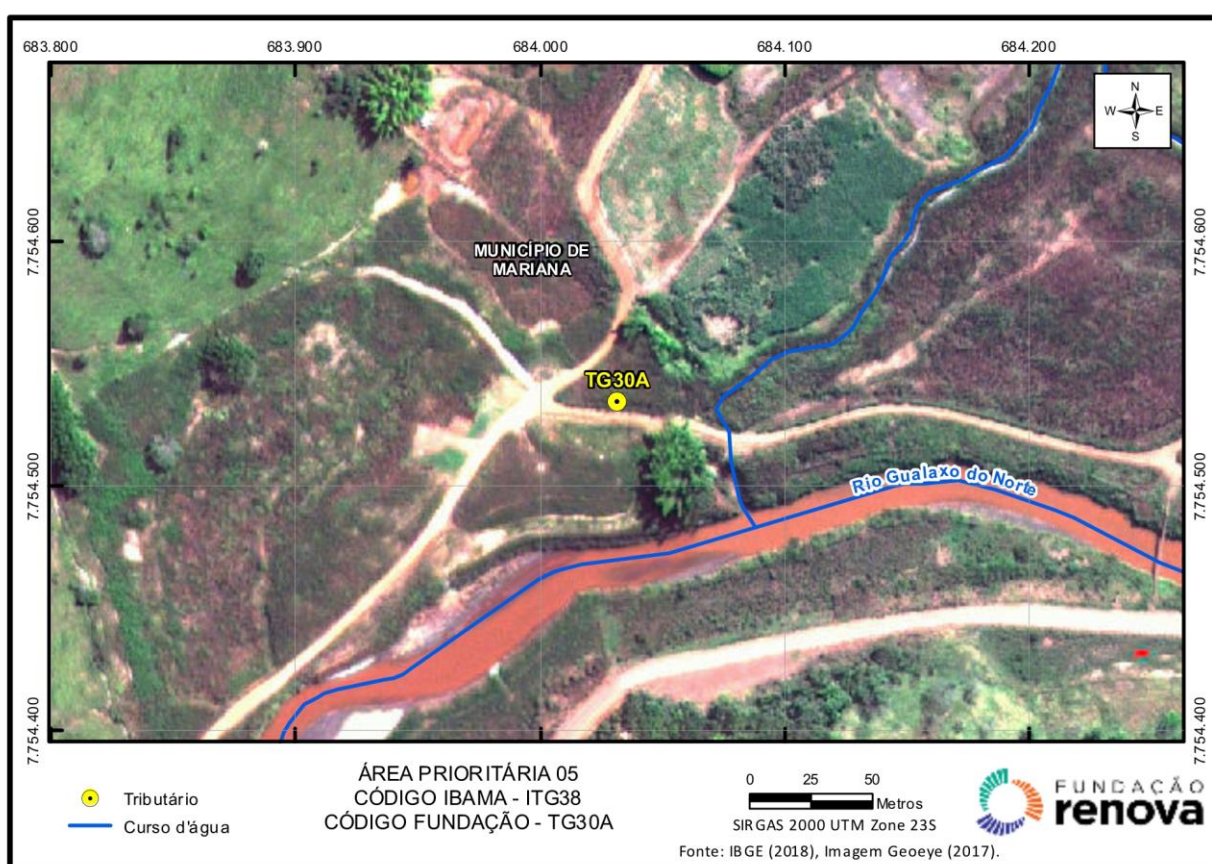 683.800 683.900 684.000 684.100 684.200
N
W E
S
7.754.600 7.754.600
MUNICÍPIO DE
MARIANA
TG30A
7.754.500 7.754.500
Rio Gualaxo do Norte
7.754.400 7.754.400
Tributário
Curso d'água
ÁREA PRIORITÁRIA 05
CÓDIGO IBAMA - ITG38
CÓDIGO FUNDAÇÃO - TG30A
0 25 50
Metros
SIRGAS 2000 UTM Zone 23S
FUNDAÇÃO
renova
Fonte: IBGE (2018), Imagem Geoeye (2017).